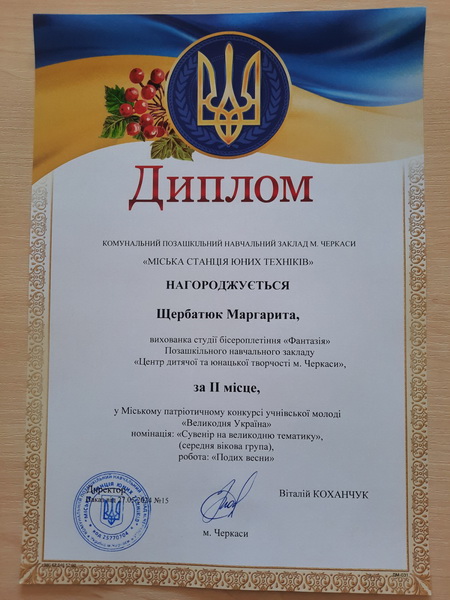 Диплом
КОМУНАЛЬНИЙ ПОЗАШКІЛЬНИЙ НАВЧАЛЬНИЙ ЗАКЛАД М. ЧЕРКАСИ
«МІСЬКА СТАНЦІЯ ЮНИХ ТЕХНІКІВ»
НАГОРОДЖУЄТЬСЯ
Щербатюк Маргарита,
вихованка студії бісероплетіння «Фантазія»
Позашкільного навчального закладу
«Центр дитячої та юнацької творчості м. Черкаси»,
за ІІ місце,
у Міському патріотичному конкурсі учнівської молоді
«Великодня Україна»
номінація: «Сувенір на великодню тематику»,
(середня вікова група),
робота: «Подих весни»
Директор
Віталій КОХАНЧУК
№15
м. Черкаси